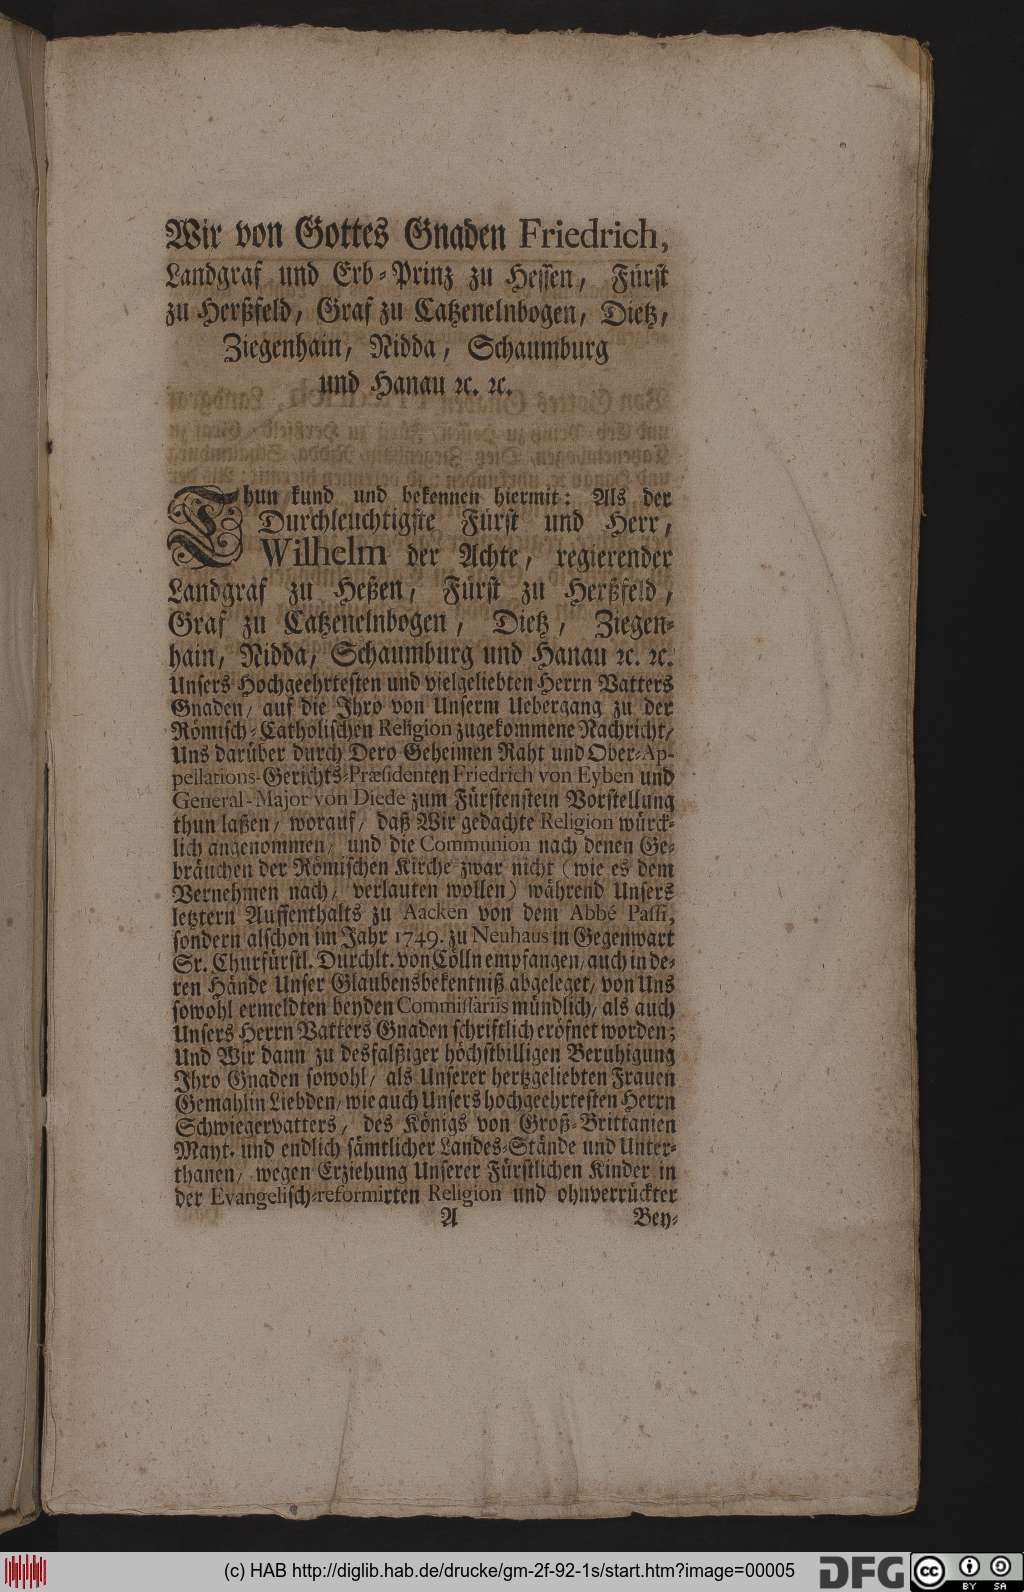 Wir von Gottes Gnaden Friedrich,
Landgraf und Erb-Prinz zu Hessen, Fürst
zu Herßfeld, Graf zu Catzenelnbogen, Dietz,
Ziegenhain, Nidda, Schaumburg
und Hanau ꝛc. ꝛc.
Thun kund und bekennen hiermit: Als der
Durchleuchtigste Fürst und Herr,
Wilhelm der Achte, regierender
Landgraf zu Heßen, Fürst zu Herßfeld,
Graf zu Catzenelnbogen, Dietz, Ziegen-
hain, Nidda, Schaumburg und Hanau ꝛc. ꝛc.
Unsers Hochgeehrtesten und vielgeliebten Herrn Vatters
Gnaden/ auf die Ihro von Unserm Uebergang zu der
Römisch-Catholischen Religion zugekommene Nachricht/
Uns darüber durch Dero Geheimen Raht und Ober-Ap-
pellations-Gerichts-Præsidenten Friedrich von Eyben und
General-Major von Diede zum Fürstenstein Vorstellung
thun laßen/ worauf/ daß Wir gedachte Religion würck-
lich angenommen/ und die Communion nach denen Ge-
bräuchen der Römischen Kirche zwar nicht (wie es dem
Vernehmen nach/ verlauten wollen) während Unsers
letztern Auffenthalts zu Aacken von dem Abbé Passi,
sondern alschon im Jahr 1749. zu Neuhaus in Gegenwart
Sr. Churfürstl. Durchlt. von Cölln empfangen/ auch in de-
ren Hände Unser Glaubensbekentniß abgeleget/ von Uns
sowohl ermeldten beyden Commissariis mündlich/ als auch
Unsers Herrn Vatters Gnaden schriftlich eröfnet worden;
Und Wir dann zu desfalßiger höchstbilligen Beruhigung
Ihro Gnaden sowohl/ als Unserer hertzgeliebten Frauen
Gemahlin Liebden/ wie auch Unsers hochgeehrtesten Herrn
Schwiegervatters, des Königs von Groß-Brittanien
Mayt. und endlich sämtlicher Landes-Stände und Unter-
thanen/ wegen Erziehung Unserer Fürstlichen Kinder in
der Evangelisch-reformirten Religion und ohnverrückter
A Bey-
(c) HAB http://diglib.hab.de/drucke/gm-2f-92-1s/start.htm?image=00005
DFG
cc
BY SA